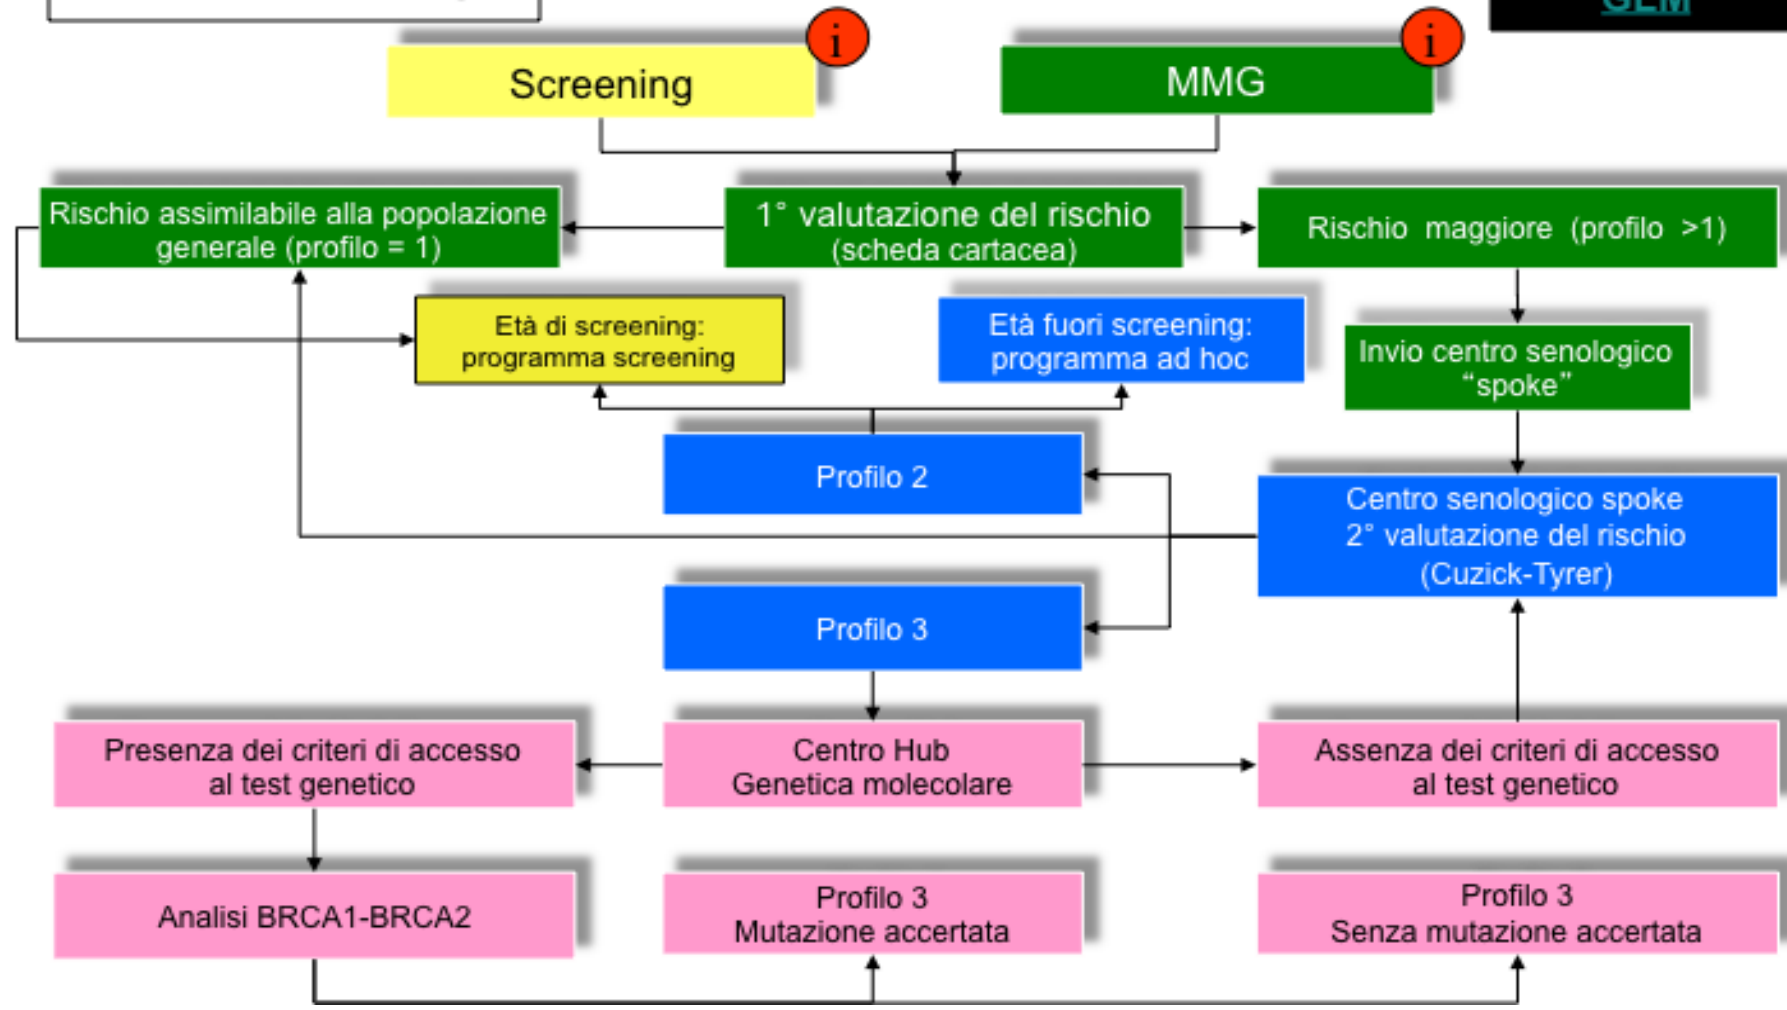 GEM
i
i
Screening
MMG
Rischio assimilabile alla popolazione
generale (profilo = 1)
1° valutazione del rischio
(scheda cartacea)
Rischio maggiore (profilo >1)
Età di screening:
programma screening
Età fuori screening:
programma ad hoc
Invio centro senologico
“spoke”
Profilo 2
Centro senologico spoke
2° valutazione del rischio
(Cuzick-Tyrer)
Profilo 3
Presenza dei criteri di accesso
al test genetico
Centro Hub
Genetica molecolare
Assenza dei criteri di accesso
al test genetico
Analisi BRCA1-BRCA2
Profilo 3
Mutazione accertata
Profilo 3
Senza mutazione accertata